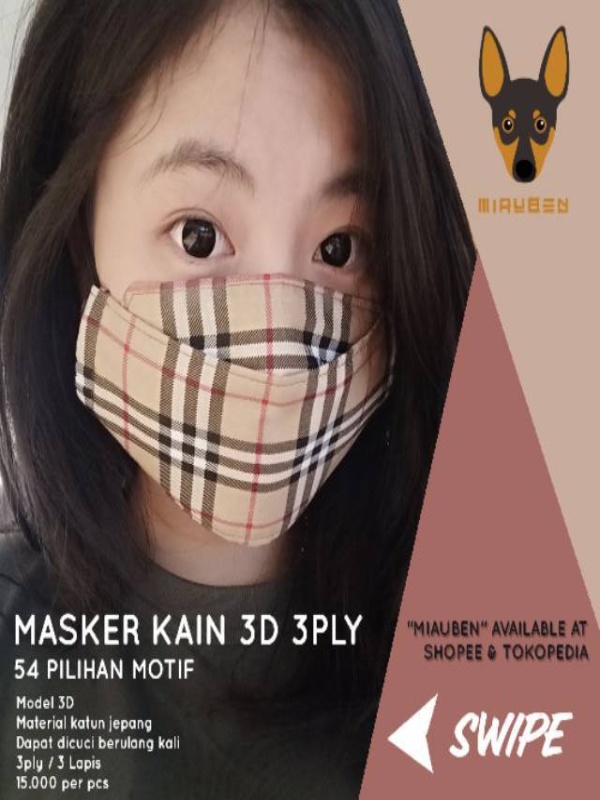 MIAUBEN
MASKER KAIN 3D 3PLY
54 PILIHAN MOTIF
Model 3D
Material katun jepang
Dapat dicuci berulang kali
3ply / 3 Lapis
15.000 per pcs
"MIAUBEN" AVAILABLE AT
SHOPEE & TOKOPEDIA
SWIPE